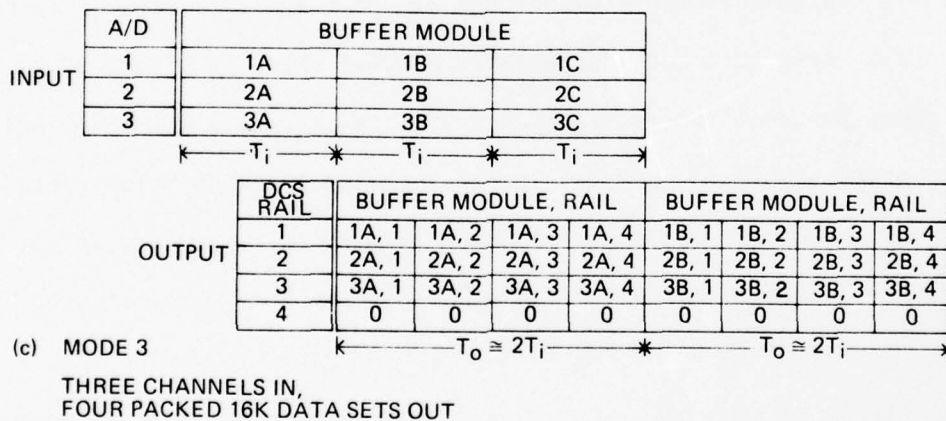 A/D BUFFER MODULE
INPUT 1 1A 1B 1C
2 2A 2B 2C
3 3A 3B 3C
Ti Ti Ti
DCS RAIL BUFFER MODULE, RAIL BUFFER MODULE, RAIL
1 1A, 1 1A, 2 1A, 3 1A, 4 1B, 1 1B, 2 1B, 3 1B, 4
OUTPUT 2 2A, 1 2A, 2 2A, 3 2A, 4 2B, 1 2B, 2 2B, 3 2B, 4
3 3A, 1 3A, 2 3A, 3 3A, 4 3B, 1 3B, 2 3B, 3 3B, 4
4 0 0 0 0 0 0 0 0
To ≅ 2Ti To ≅ 2Ti
(c) MODE 3
THREE CHANNELS IN,
FOUR PACKED 16K DATA SETS OUT